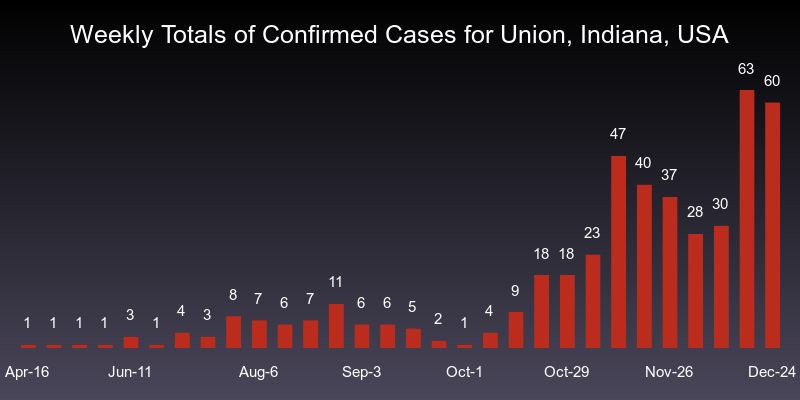 Weekly Totals of Confirmed Cases for Union, Indiana, USA
1 1 1 1 3 1 4 3 8 7 6 7 11 6 6 5 2 1 4 9 18 18 23 47 40 37 28 30 63 60
Apr-16 Jun-11 Aug-6 Sep-3 Oct-1 Oct-29 Nov-26 Dec-24